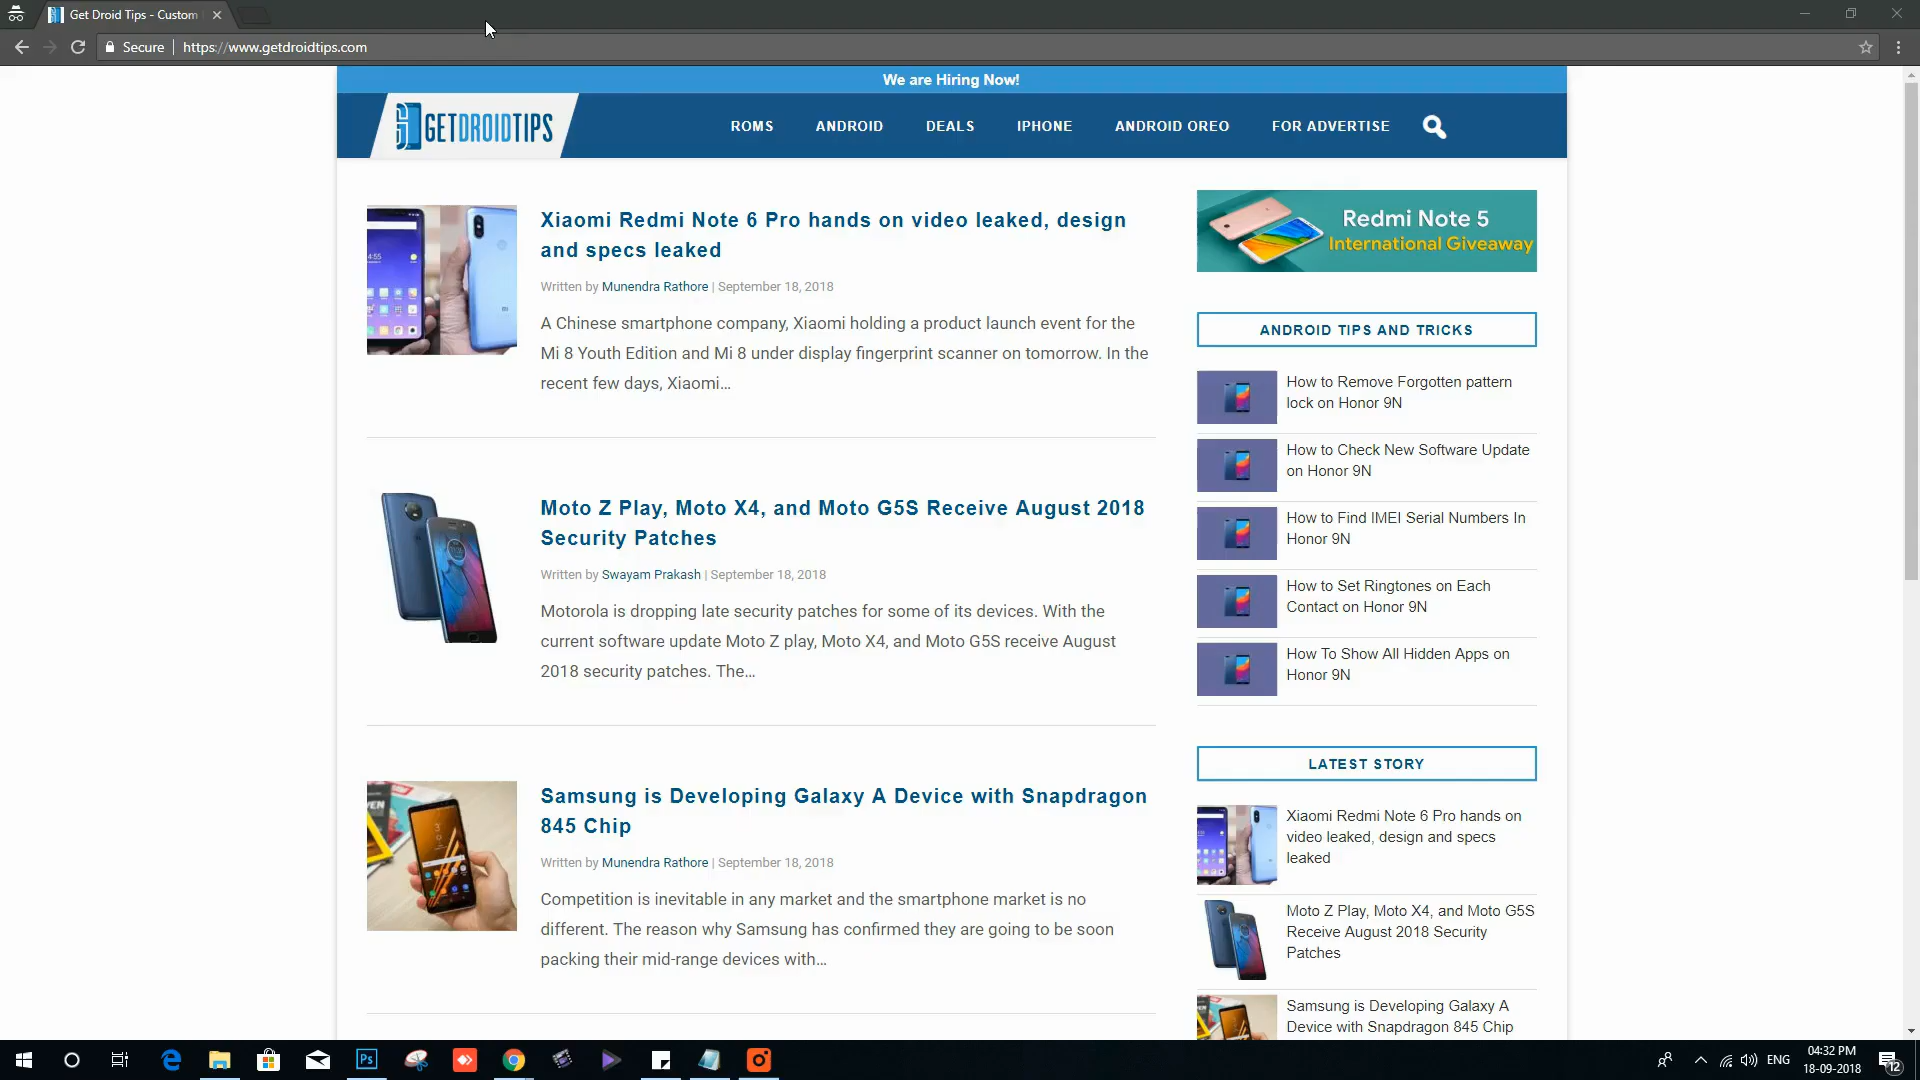 Get Droid Tips - Custom
Secure
https://www.getdroidtips.com
We are Hiring Now!
GETDROIDTIPS
ROMS
ANDROID
DEALS
IPHONE
ANDROID OREO
FOR ADVERTISE
Xiaomi Redmi Note 6 Pro hands on video leaked, design
and specs leaked
Written by Munendra Rathore | September 18, 2018
A Chinese smartphone company, Xiaomi holding a product launch event for the
Mi 8 Youth Edition and Mi 8 under display fingerprint scanner on tomorrow. In the
recent few days, Xiaomi...
Moto Z Play, Moto X4, and Moto G5S Receive August 2018
Security Patches
Written by Swayam Prakash | September 18, 2018
Motorola is dropping late security patches for some of its devices. With the
current software update Moto Z play, Moto X4, and Moto G5S receive August
2018 security patches. The...
Samsung is Developing Galaxy A Device with Snapdragon
845 Chip
Written by Munendra Rathore | September 18, 2018
Competition is inevitable in any market and the smartphone market is no
different. The reason why Samsung has confirmed they are going to be soon
packing their mid-range devices with...
Redmi Note 5
International Giveaway
ANDROID TIPS AND TRICKS
How to Remove Forgotten pattern
lock on Honor 9N
How to Check New Software Update
on Honor 9N
How to Find IMEI Serial Numbers In
Honor 9N
How to Set Ringtones on Each
Contact on Honor 9N
How To Show All Hidden Apps on
Honor 9N
LATEST STORY
Xiaomi Redmi Note 6 Pro hands on
video leaked, design and specs
leaked
Moto Z Play, Moto X4, and Moto G5S
Receive August 2018 Security
Patches
Samsung is Developing Galaxy A
Device with Snapdragon 845 Chip
Ps
ENG
04:32 PM
18-09-2018
12